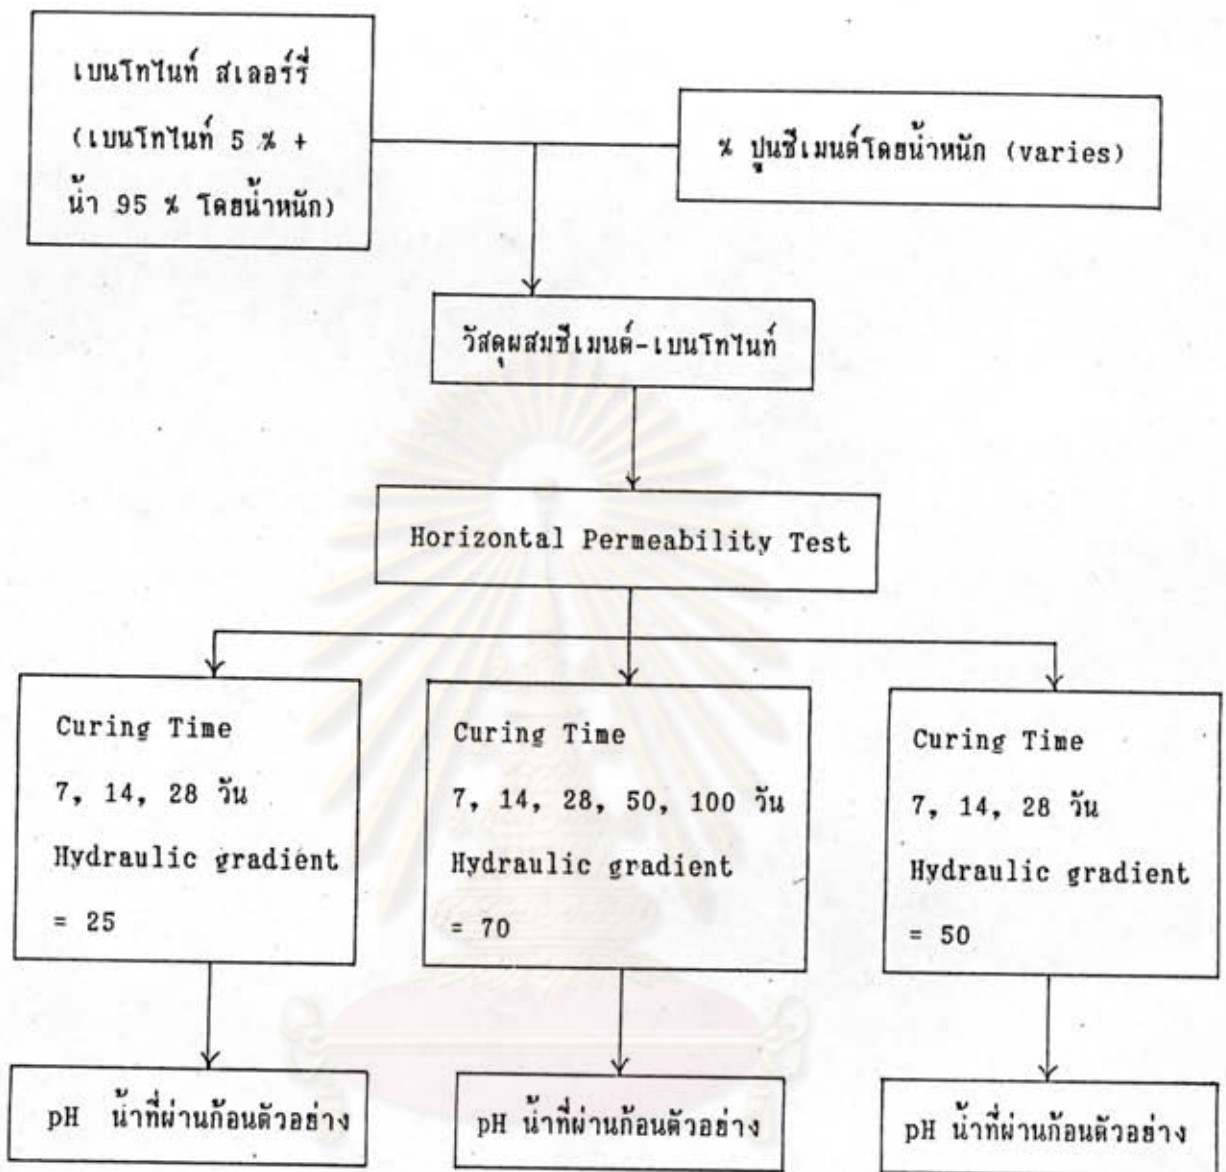 เบนโทไนท์ สเลอร์รี่
(เบนโทไนท์ 5 % +
น้ำ 95 % โดยน้ำหนัก)
% ปูนซีเมนต์โดยน้ำหนัก (varies)
วัสดุผสมซีเมนต์-เบนโทไนท์
Horizontal Permeability Test
Curing Time
7, 14, 28 วัน
Hydraulic gradient
= 25
Curing Time
7, 14, 28, 50, 100 วัน
Hydraulic gradient
= 70
Curing Time
7, 14, 28 วัน
Hydraulic gradient
= 50
pH น้ำที่ผ่านก้อนตัวอย่าง
pH น้ำที่ผ่านก้อนตัวอย่าง
pH น้ำที่ผ่านก้อนตัวอย่าง